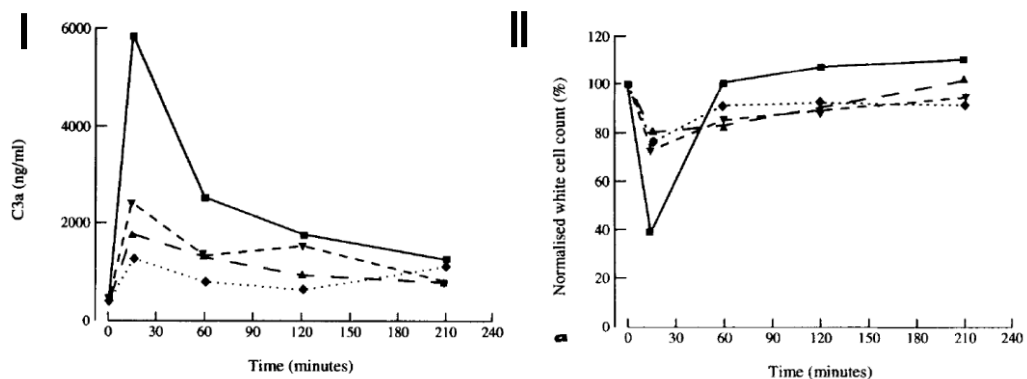 I
6000
4000
2000
0
C3a (ng/ml)
0 30 60 90 120 150 180 210 240
Time (minutes)
II
120
100
80
60
40
20
0
Normalised white cell count (%)
a
0 30 60 90 120 150 180 210 240
Time (minutes)